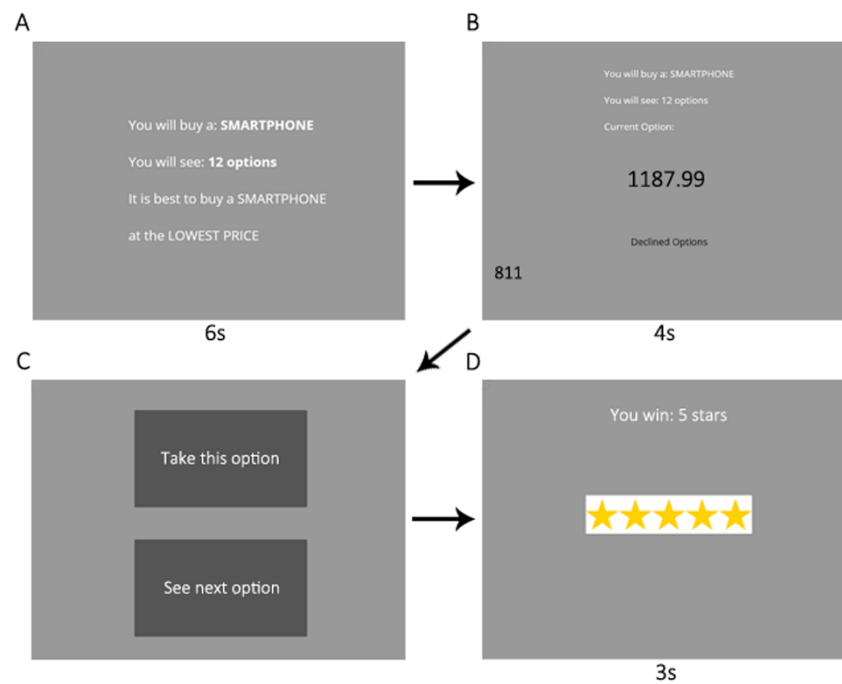 A
You will buy a: SMARTPHONE
You will see: 12 options
It is best to buy a SMARTPHONE
at the LOWEST PRICE
6s
B
You will buy a: SMARTPHONE
You will see: 12 options
Current Option:
1187.99
Declined Options
811
4s
C
Take this option
See next option
D
You win: 5 stars
3s